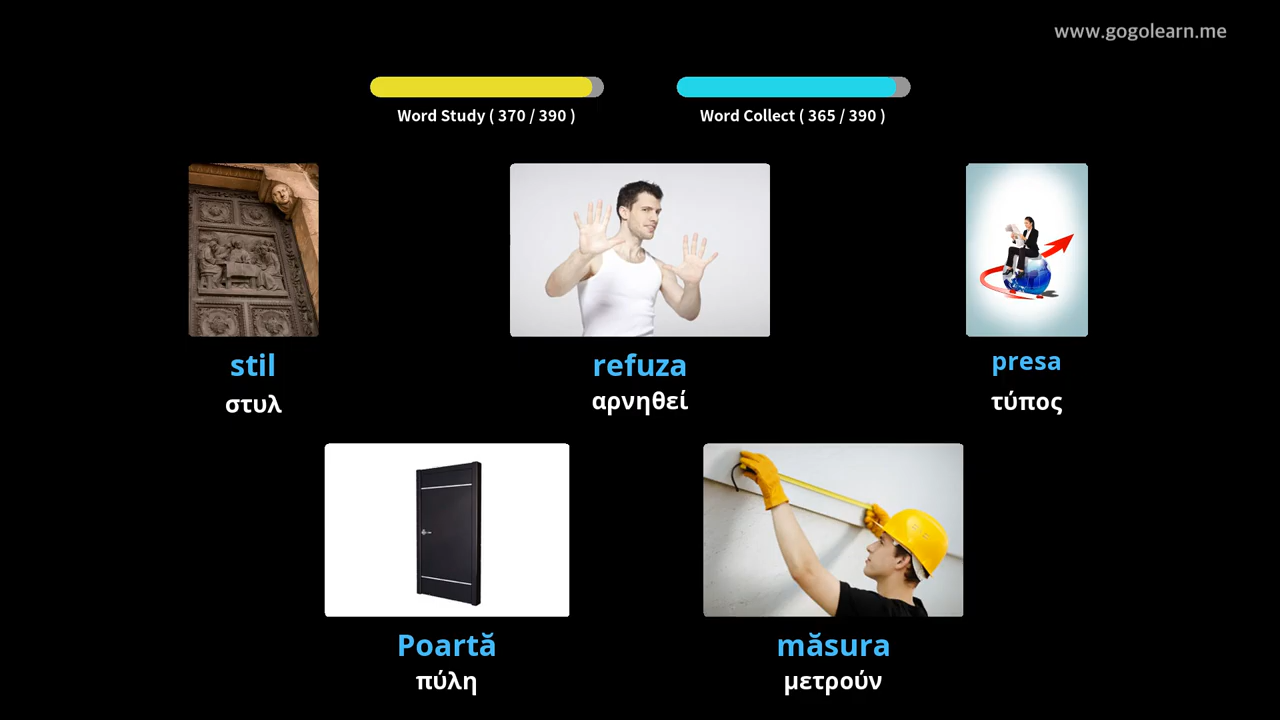 www.gogolearn.me
Word Study ( 370 / 390 )
Word Collect ( 365 / 390 )
stil
στυλ
refuza
αρνηθεί
presa
τύπος
Poartă
πύλη
măsura
μετρούν